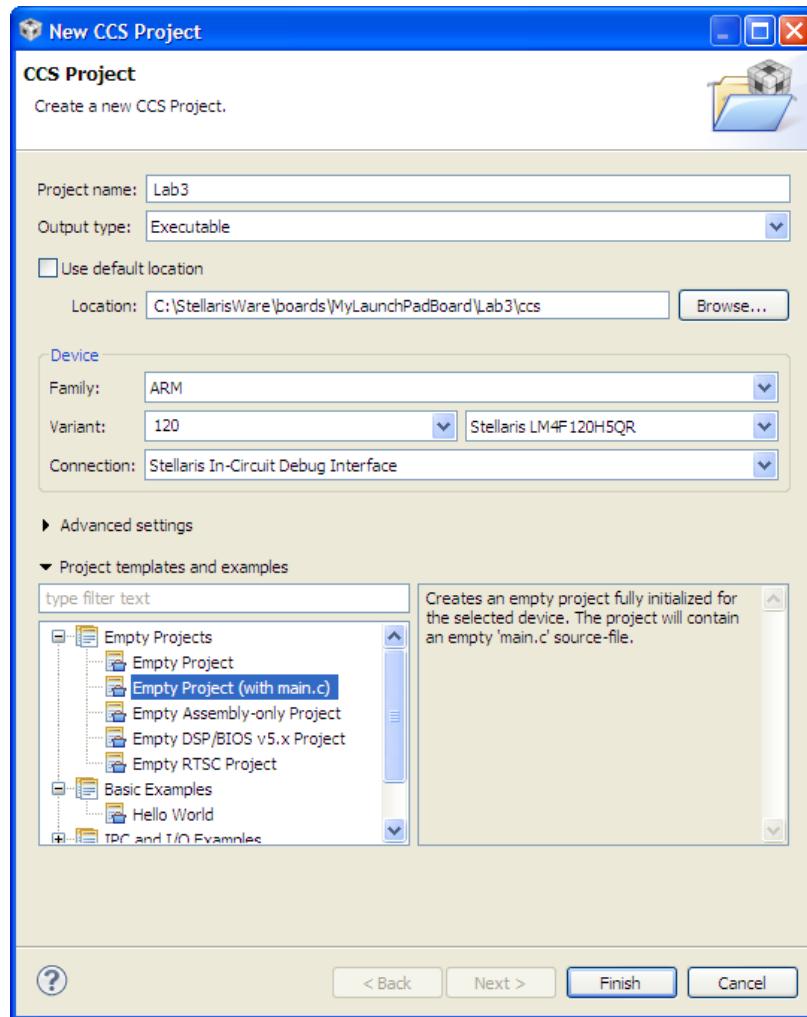 New CCS Project
CCS Project
Create a new CCS Project.
Project name: Lab3
Output type: Executable
Use default location
Location: C:\StellarisWare\boards\MyLaunchPadBoard\Lab3\ccs Browse...
Device
Family: ARM
Variant: 120 Stellaris LM4F120H5QR
Connection: Stellaris In-Circuit Debug Interface
Advanced settings
Project templates and examples
type filter text
Empty Projects
Empty Project
Empty Project (with main.c)
Empty Assembly-only Project
Empty DSP/BIOS v5.x Project
Empty RTSC Project
Basic Examples
Hello World
IPC and I/O Examples
Creates an empty project fully initialized for
the selected device. The project will contain
an empty 'main.c' source-file.
? < Back Next > Finish Cancel